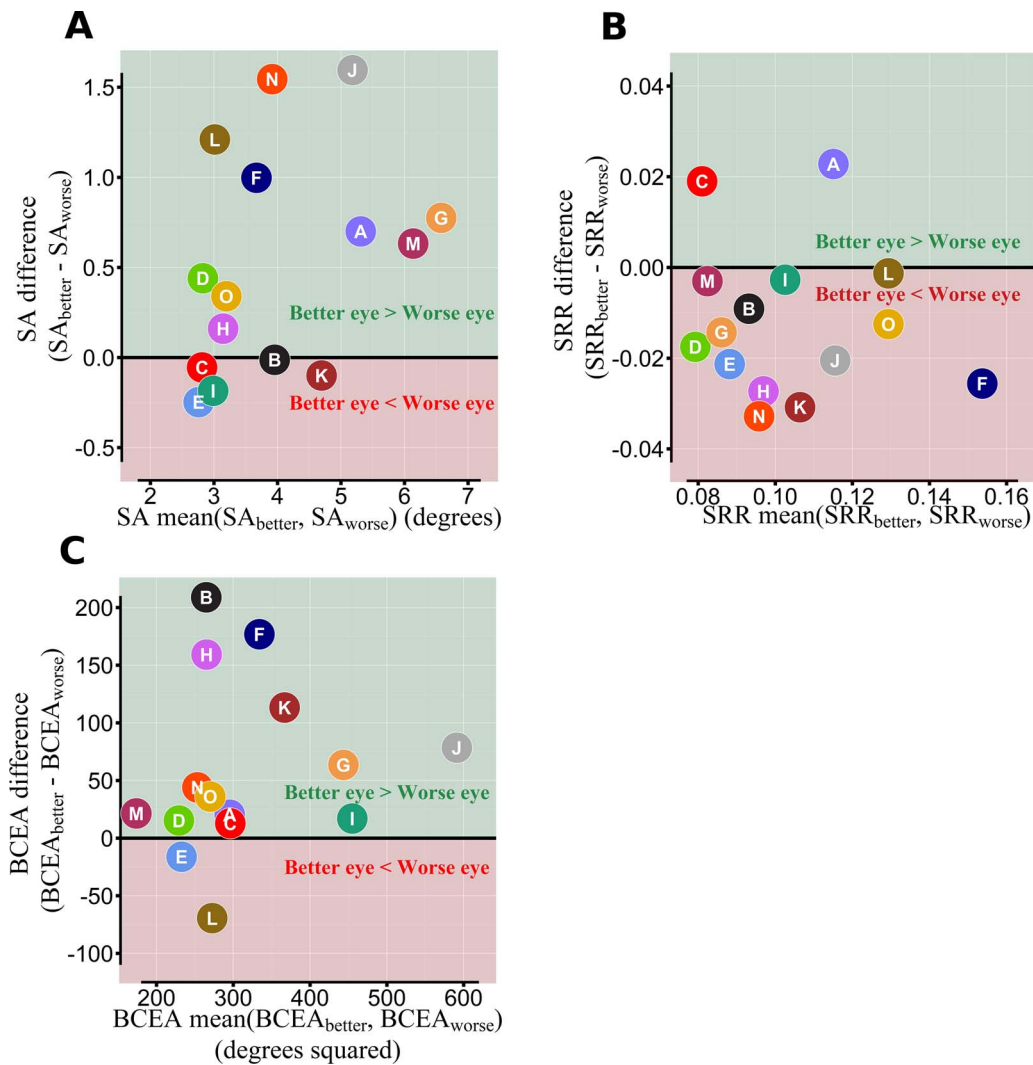 A
1.5
1.0
0.5
0.0
-0.5
SA difference
(SAbetter - SAworse)
N
J
L
F
G
A
M
D
O
H
Better eye > Worse eye
B
C
K
I
E
Better eye < Worse eye
2 3 4 5 6 7
SA mean(SAbetter, SAworse) (degrees)
B
0.04
0.02
0.00
-0.02
-0.04
SRR difference
(SRRbetter - SRRworse)
A
C
Better eye > Worse eye
L
I
M
Better eye < Worse eye
B
O
G
D
J
E
F
H
K
N
0.08 0.10 0.12 0.14 0.16
SRR mean(SRRbetter, SRRworse)
C
200
150
100
50
0
-50
-100
BCEA difference
(BCEAbetter - BCEAworse)
B
F
H
K
J
G
N
Better eye > Worse eye
O
M
A
D
C
I
E
Better eye < Worse eye
L
200 300 400 500 600
BCEA mean(BCEAbetter, BCEAworse)
(degrees squared)